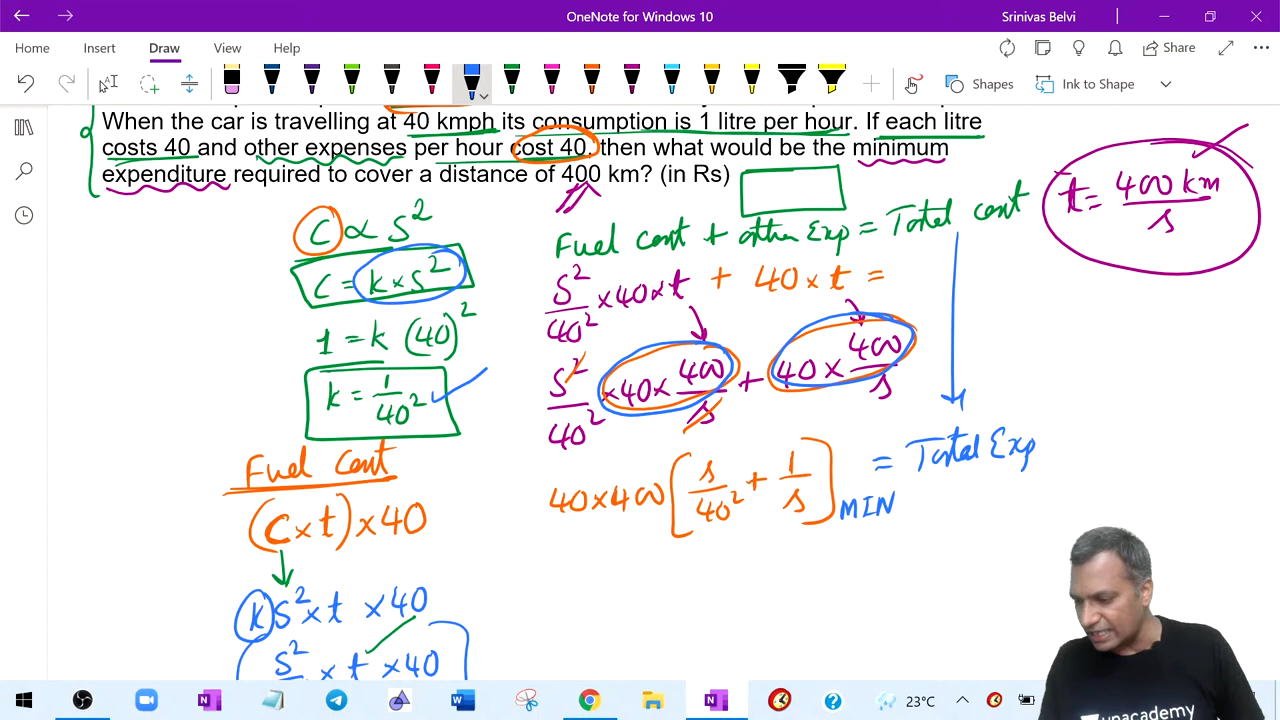 OneNote for Windows 10
Srinivas Belvi
Home Insert Draw View Help
Share
Shapes
Ink to Shape
When the car is travelling at 40 kmph its consumption is 1 litre per hour. If each litre
costs 40 and other expenses per hour cost 40, then what would be the minimum
expenditure required to cover a distance of 400 km? (in Rs)
C ∝ S²
C = k × S²
1 = k (40)²
k = 1/40²
Fuel Cost
(C × t) × 40
k S² × t × 40
S² × t × 40
Fuel cost + other Exp = Total cost
S²/40² × 40 × t + 40 × t =
S²/40² × 40 × 400/s + 40 × 400/s
40 × 400 [s/40² + 1/s] MIN = Total Exp
t = 400 km/s
23°C
unacademy